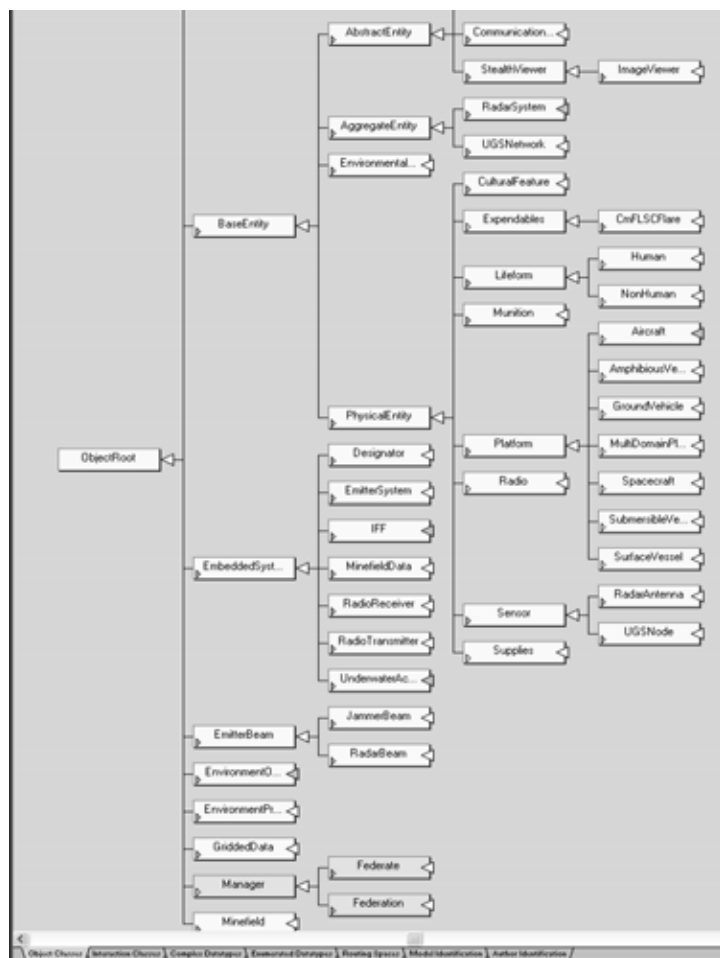 AbstractEntity
Communication...
StealthViewer
ImageViewer
AggregateEntity
RadarSystem
UGSNetwork
Environmental...
CulturalFeature
BaseEntity
Expendables
CmFLSCFlare
Lifeform
Human
NonHuman
Munition
Aircraft
AmphibiousVe...
PhysicalEntity
GroundVehicle
ObjectRoot
Designator
Platform
MultiDomainPl...
EmitterSystem
Radio
Spacecraft
IFF
SubmersibleVe...
EmbeddedSyst...
MinefieldData
SurfaceVessel
RadioReceiver
Sensor
RadarAntenna
RadioTransmitter
UGSNode
UnderwaterAc...
Supplies
EmitterBeam
JammerBeam
RadarBeam
EnvironmentO...
EnvironmentPr...
GriddedData
Manager
Federate
Federation
Minefield
Object Classes Interaction Classes Complex Datatypes Enumerated Datatypes Routing Spaces Model Identification Author Identification